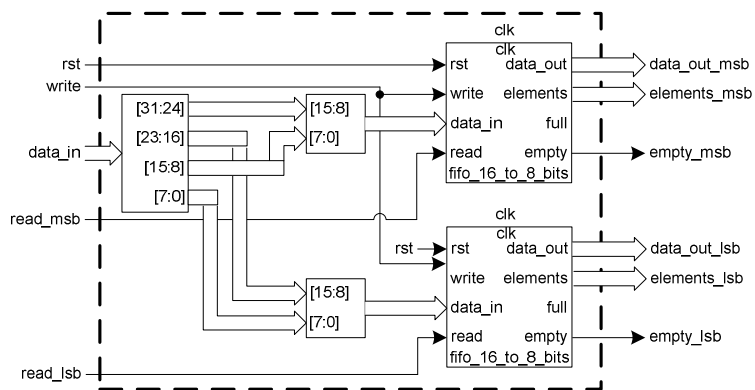 clk
clk
rst rst data_out data_out_msb
write write elements elements_msb
[31:24] [15:8]
data_in full
[23:16] [7:0]
data_in [15:8] read empty empty_msb
[7:0] fifo_16_to_8_bits
read_msb
clk
clk
rst rst data_out data_out_lsb
write elements elements_lsb
[15:8]
data_in full
[7:0]
read empty empty_lsb
fifo_16_to_8_bits
read_lsb